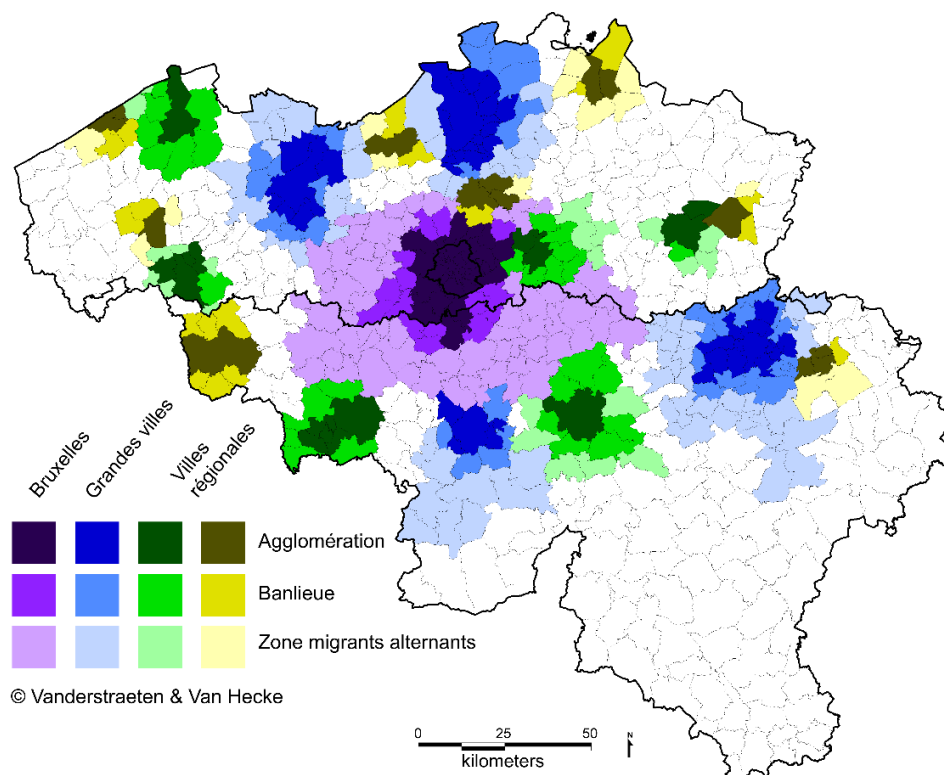 Bruxelles
Grandes villes
Villes
régionales
Agglomération
Banlieue
Zone migrants alternants
© Vanderstraeten & Van Hecke
0 25 50
kilometers
N